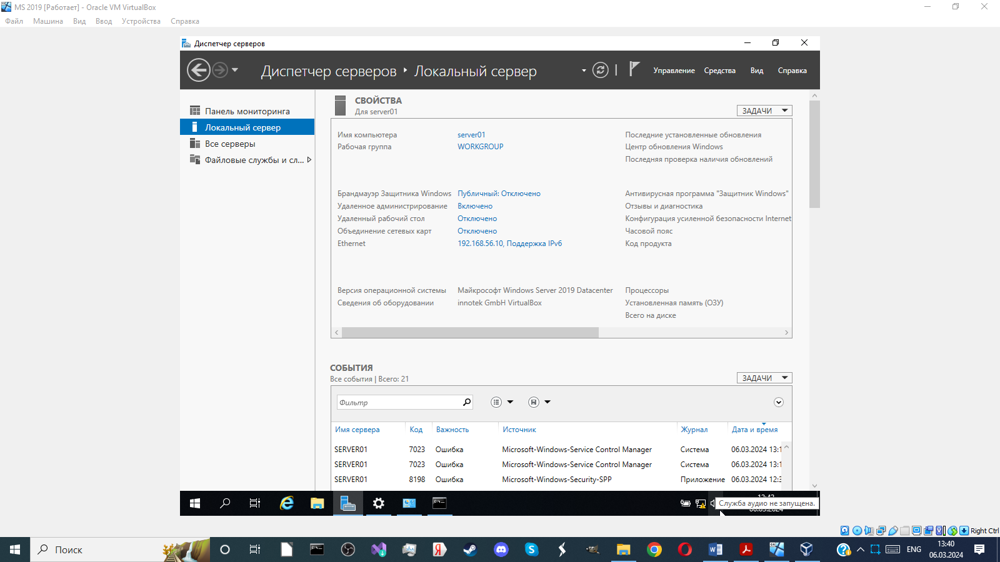 MS 2019 [Работает] - Oracle VM VirtualBox
Файл Машина Вид Ввод Устройства Справка
Диспетчер серверов
Диспетчер серверов Локальный сервер
Управление Средства Вид Справка
Панель мониторинга
Локальный сервер
Все серверы
Файловые службы и сл...
СВОЙСТВА
Для server01
ЗАДАЧИ
Имя компьютера server01 Последние установленные обновления
Рабочая группа WORKGROUP Центр обновления Windows
Последняя проверка наличия обновлений
Брандмауэр Защитника Windows Публичный: Отключено Антивирусная программа "Защитник Windows"
Удаленное администрирование Включено Отзывы и диагностика
Удаленный рабочий стол Отключено Конфигурация усиленной безопасности Internet
Объединение сетевых карт Отключено Часовой пояс
Ethernet 192.168.56.10, Поддержка IPv6 Код продукта
Версия операционной системы Майкрософт Windows Server 2019 Datacenter Процессоры
Сведения об оборудовании innotek GmbH VirtualBox Установленная память (ОЗУ)
Всего на диске
СОБЫТИЯ
Все события | Всего: 21
ЗАДАЧИ
Фильтр
Имя сервера Код Важность Источник Журнал Дата и время
SERVER01 7023 Ошибка Microsoft-Windows-Service Control Manager Система 06.03.2024 13:1
SERVER01 7023 Ошибка Microsoft-Windows-Service Control Manager Система 06.03.2024 13:1
SERVER01 8198 Ошибка Microsoft-Windows-Security-SPP Приложение 06.03.2024 12:3
Служба аудио не запущена.
Right Ctrl
Поиск
ENG
13:40
06.03.2024